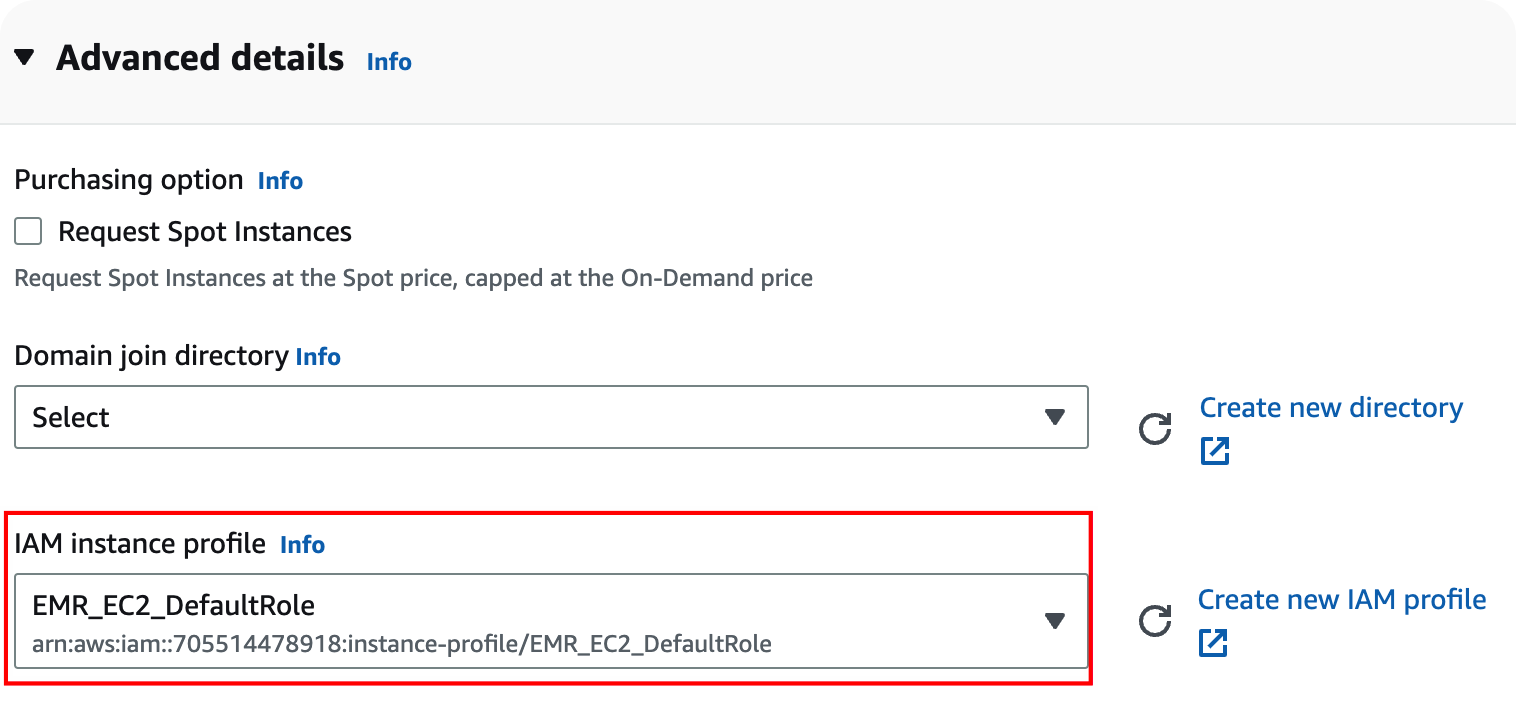 Advanced details Info
Purchasing option Info
Request Spot Instances
Request Spot Instances at the Spot price, capped at the On-Demand price
Domain join directory Info
Select
Create new directory
IAM instance profile Info
EMR_EC2_DefaultRole
arn:aws:iam::705514478918:instance-profile/EMR_EC2_DefaultRole
Create new IAM profile